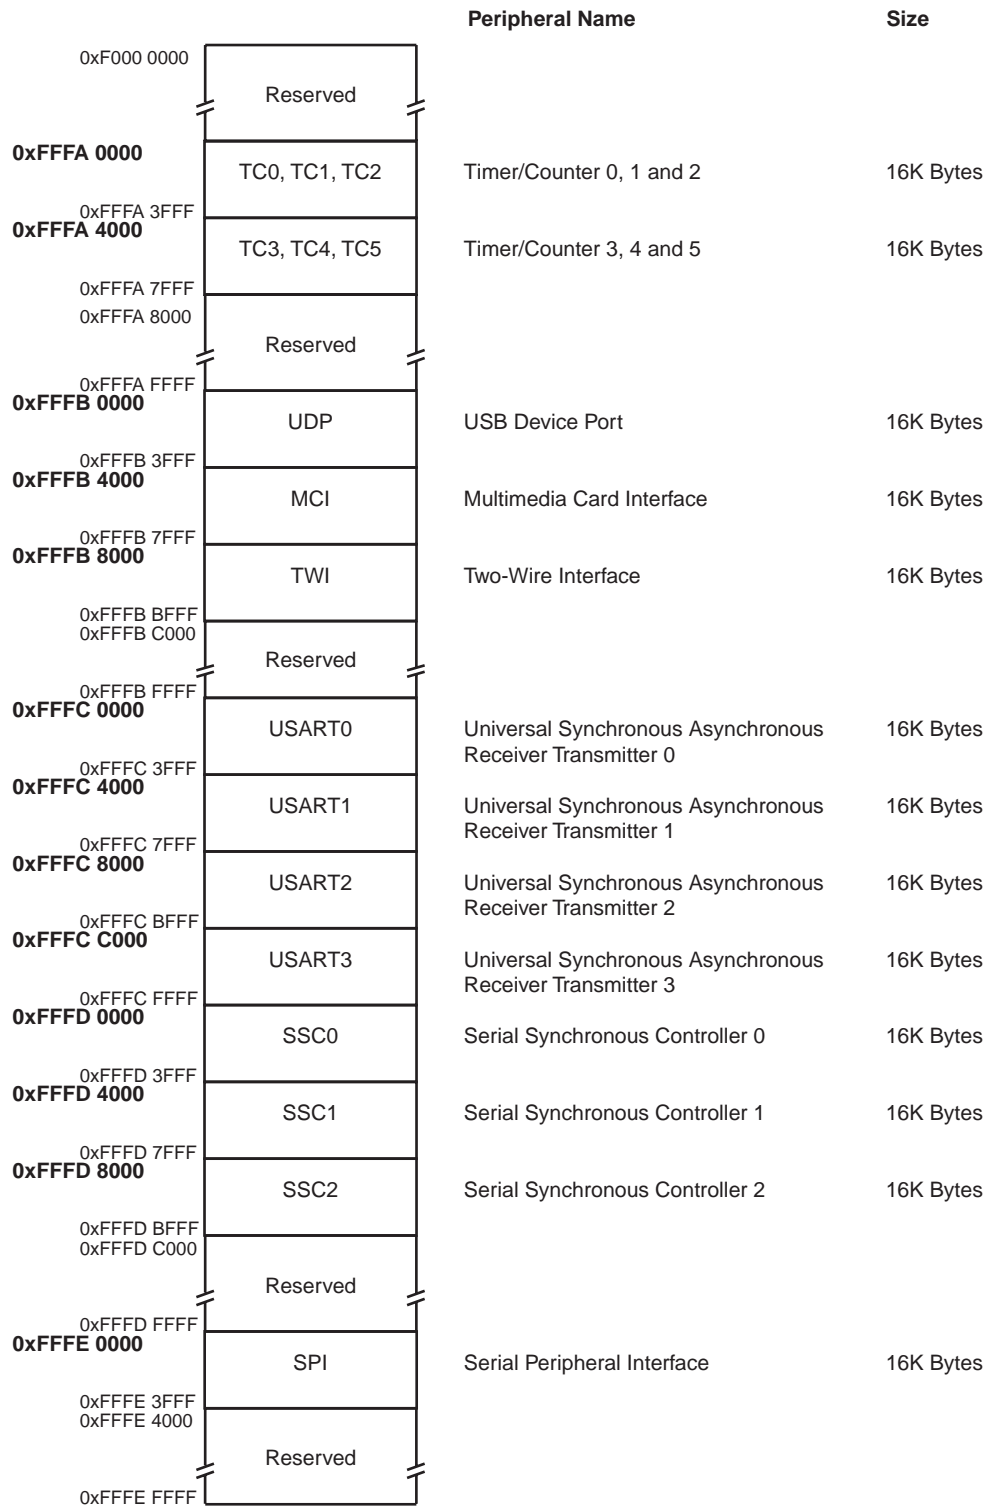 Peripheral Name Size
0xF000 0000
Reserved
0xFFFA 0000
TC0, TC1, TC2 Timer/Counter 0, 1 and 2 16K Bytes
0xFFFA 3FFF
0xFFFA 4000
TC3, TC4, TC5 Timer/Counter 3, 4 and 5 16K Bytes
0xFFFA 7FFF
0xFFFA 8000
Reserved
0xFFFA FFFF
0xFFFB 0000
UDP USB Device Port 16K Bytes
0xFFFB 3FFF
0xFFFB 4000
MCI Multimedia Card Interface 16K Bytes
0xFFFB 7FFF
0xFFFB 8000
TWI Two-Wire Interface 16K Bytes
0xFFFB BFFF
0xFFFB C000
Reserved
0xFFFB FFFF
0xFFFC 0000
USART0 Universal Synchronous Asynchronous 16K Bytes
Receiver Transmitter 0
0xFFFC 3FFF
0xFFFC 4000
USART1 Universal Synchronous Asynchronous 16K Bytes
Receiver Transmitter 1
0xFFFC 7FFF
0xFFFC 8000
USART2 Universal Synchronous Asynchronous 16K Bytes
Receiver Transmitter 2
0xFFFC BFFF
0xFFFC C000
USART3 Universal Synchronous Asynchronous 16K Bytes
Receiver Transmitter 3
0xFFFC FFFF
0xFFFD 0000
SSC0 Serial Synchronous Controller 0 16K Bytes
0xFFFD 3FFF
0xFFFD 4000
SSC1 Serial Synchronous Controller 1 16K Bytes
0xFFFD 7FFF
0xFFFD 8000
SSC2 Serial Synchronous Controller 2 16K Bytes
0xFFFD BFFF
0xFFFD C000
Reserved
0xFFFD FFFF
0xFFFE 0000
SPI Serial Peripheral Interface 16K Bytes
0xFFFE 3FFF
0xFFFE 4000
Reserved
0xFFFE FFFF